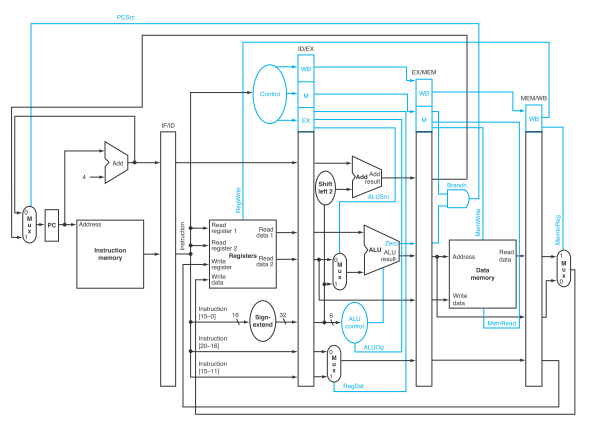 PCSrc
ID/EX
WB
EX/MEM
Control
M
WB
MEM/WB
EX
M
WB
IF/ID
Add
4
Add
Add
result
Shift
left 2
ALUSrc
Branch
RegWrite
MemWrite
MemtoReg
0
M
u
x
1
PC
Address
Instruction
memory
Instruction
Read
register 1
Read
register 2
Registers
Write
register
Write
data
Read
data 1
Read
data 2
0
M
u
x
1
Zero
ALU
ALU
result
Address
Read
data
Data
memory
Write
data
1
M
u
x
0
Instruction
[15–0]
16
Sign-
extend
32
6
ALU
control
MemRead
Instruction
[20–16]
ALUOp
Instruction
[15–11]
0
M
u
x
1
RegDst